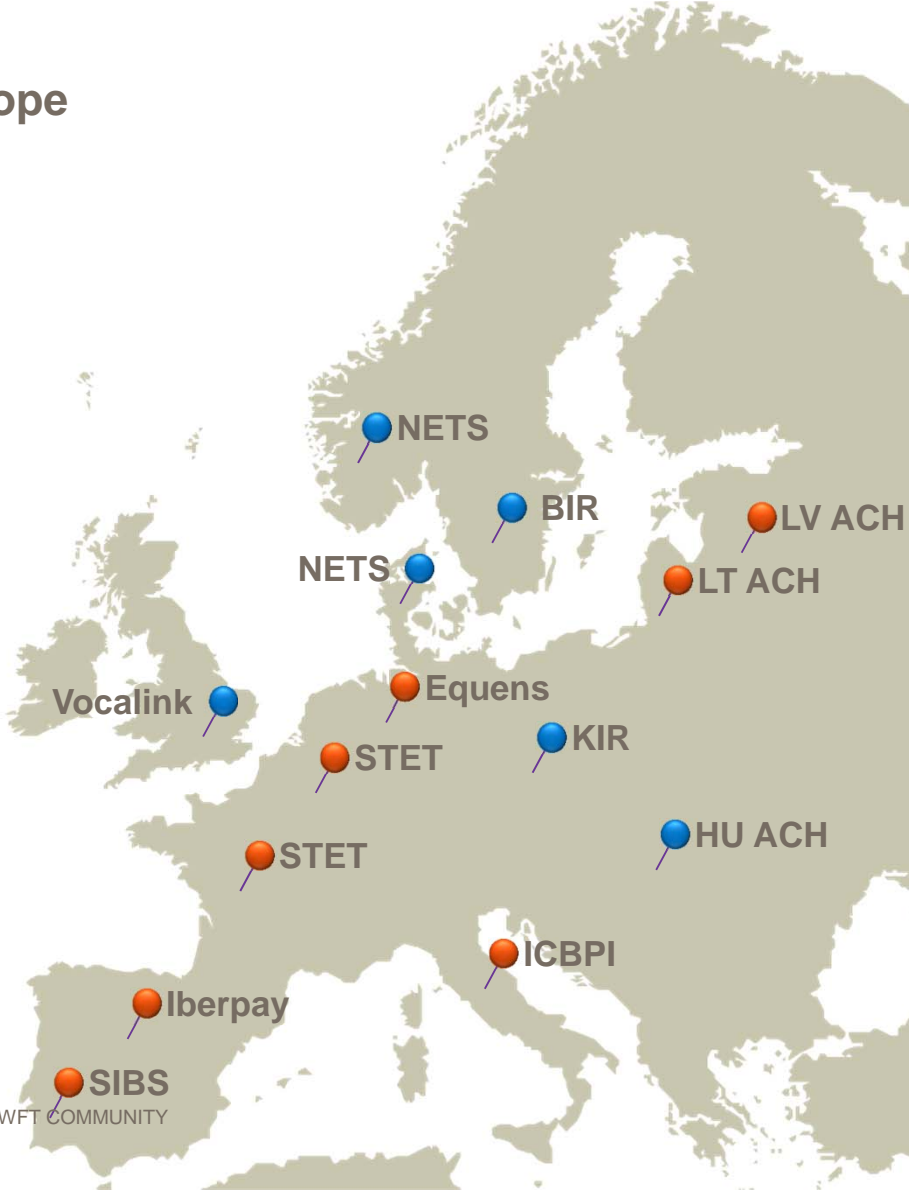 ope
NETS
BIR
LV ACH
NETS
LT ACH
Equens
Vocalink
KIR
STET
HU ACH
STET
ICBPI
Iberpay
SIBS
WFT COMMUNITY